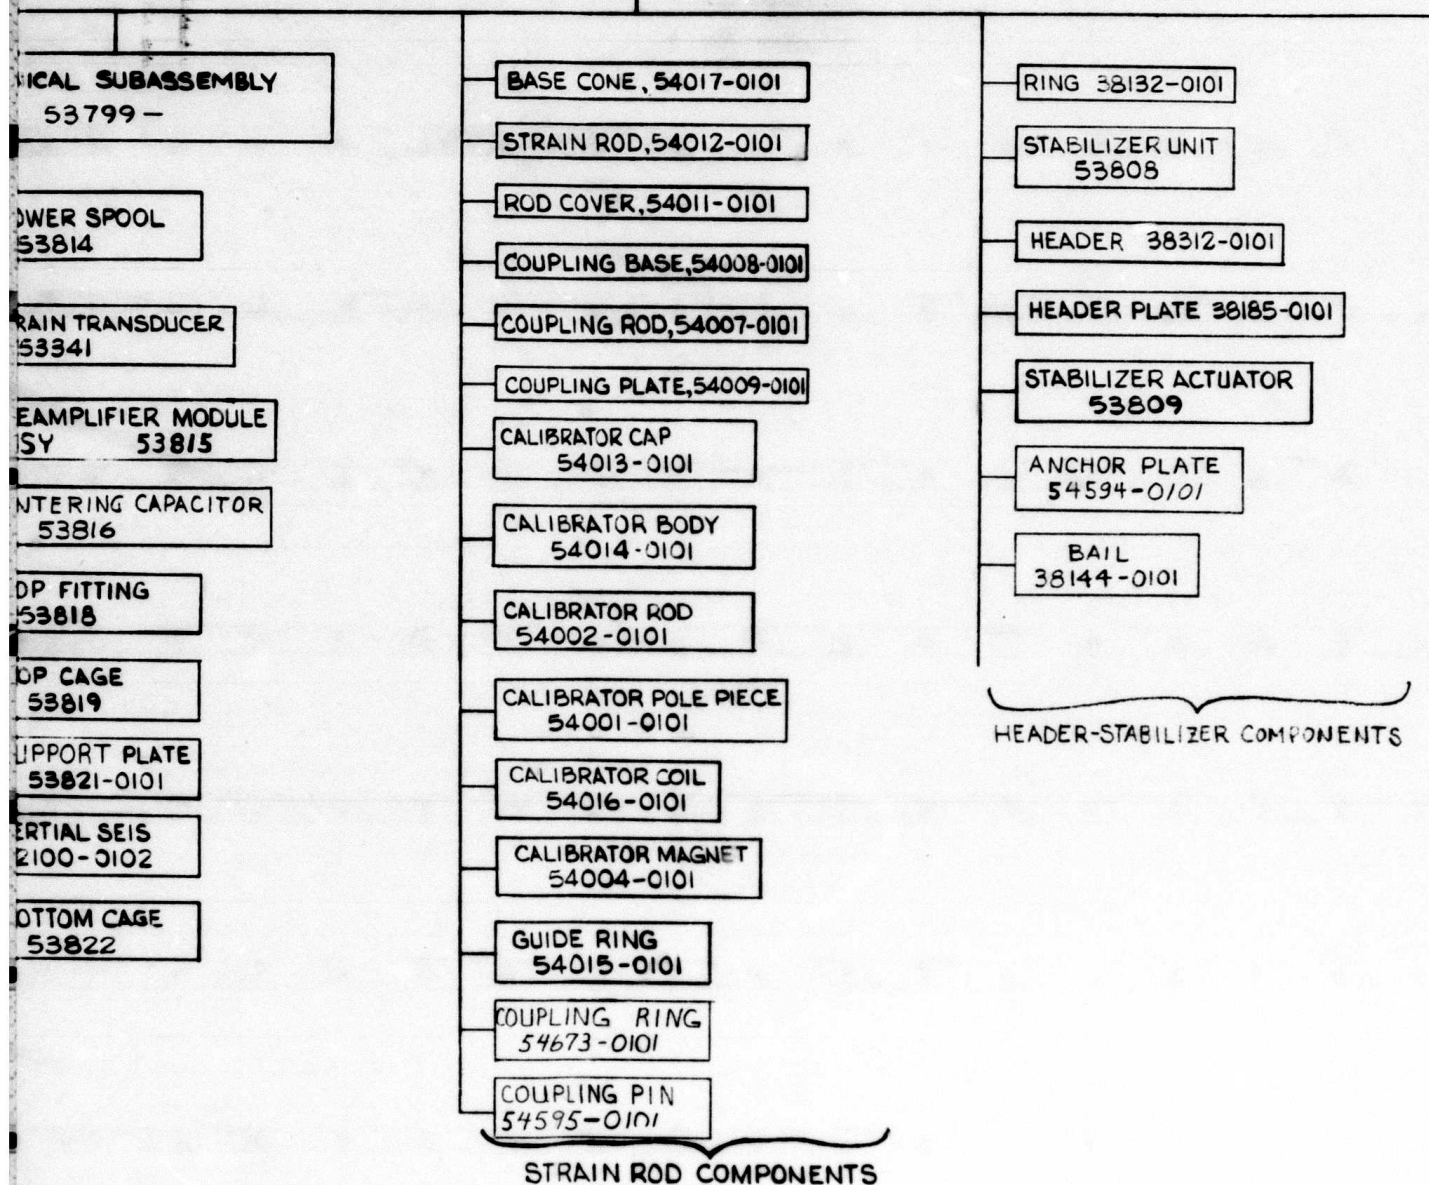 ICAL SUBASSEMBLY
53799-
OWER SPOOL
53814
RAIN TRANSDUCER
53341
EAMPLIFIER MODULE
SY 53815
NTERING CAPACITOR
53816
OP FITTING
53818
OP CAGE
53819
UPPORT PLATE
53821-0101
ERTIAL SEIS
2100-0102
OTTOM CAGE
53822
BASE CONE, 54017-0101
STRAIN ROD, 54012-0101
ROD COVER, 54011-0101
COUPLING BASE, 54008-0101
COUPLING ROD, 54007-0101
COUPLING PLATE, 54009-0101
CALIBRATOR CAP
54013-0101
CALIBRATOR BODY
54014-0101
CALIBRATOR ROD
54002-0101
CALIBRATOR POLE PIECE
54001-0101
CALIBRATOR COIL
54016-0101
CALIBRATOR MAGNET
54004-0101
GUIDE RING
54015-0101
COUPLING RING
54673-0101
COUPLING PIN
54595-0101
STRAIN ROD COMPONENTS
RING 38132-0101
STABILIZER UNIT
53808
HEADER 38312-0101
HEADER PLATE 38185-0101
STABILIZER ACTUATOR
53809
ANCHOR PLATE
54594-0101
BAIL
38144-0101
HEADER-STABILIZER COMPONENTS